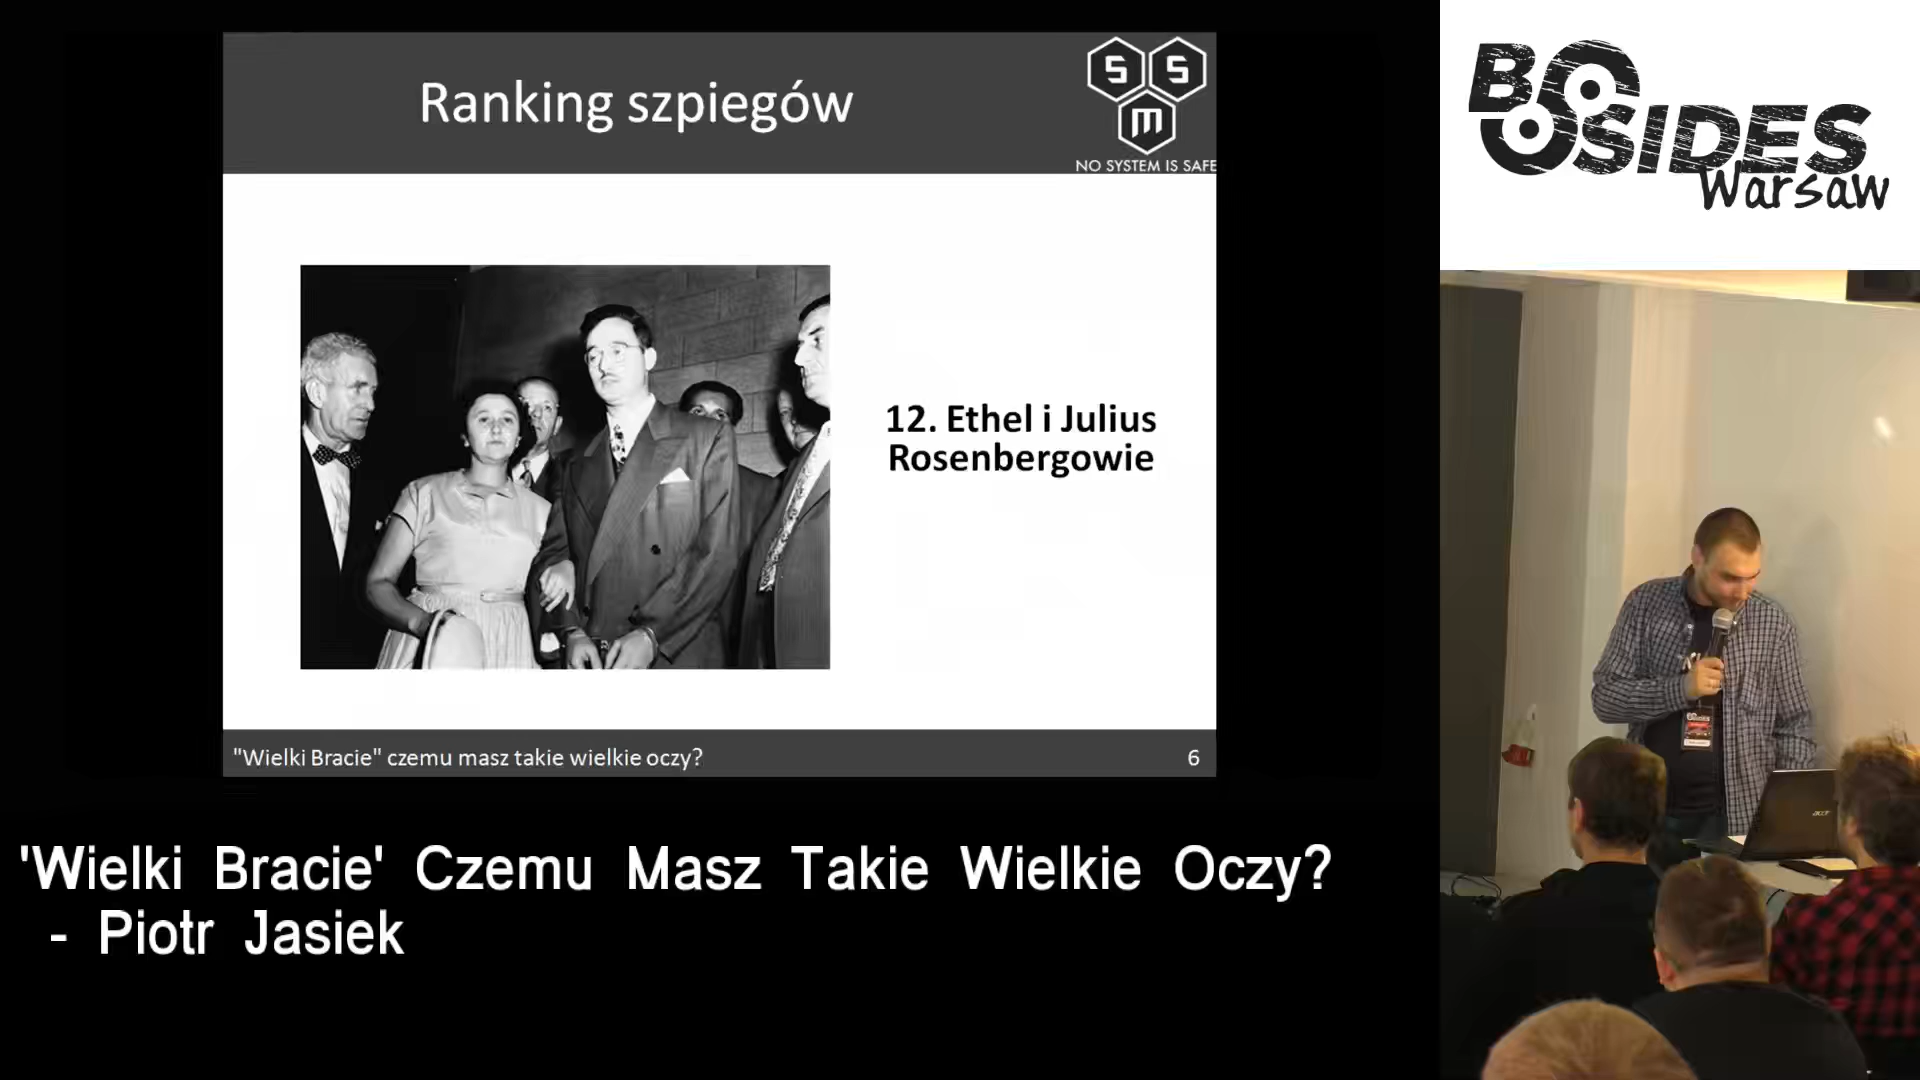 Ranking szpiegów
S S
m
NO SYSTEM IS SAFE
12. Ethel i Julius
Rosenbergowie
"Wielki Bracie" czemu masz takie wielkie oczy?
6
'Wielki Bracie' Czemu Masz Takie Wielkie Oczy?
- Piotr Jasiek
BSIDES
Warsaw
acer